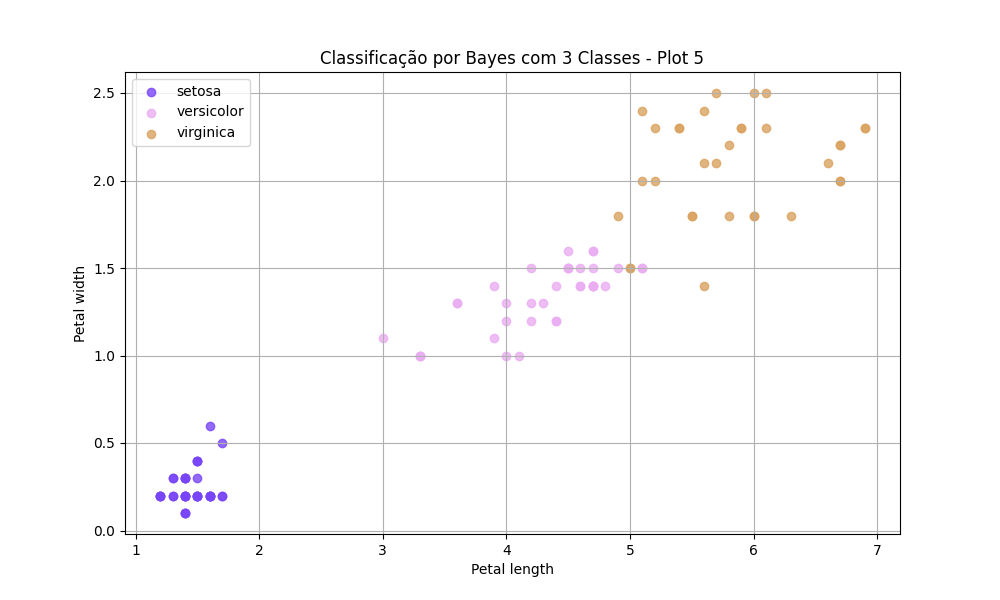 Classificação por Bayes com 3 Classes - Plot 5
setosa
versicolor
virginica
2.5
2.0
1.5
1.0
0.5
0.0
Petal width
1 2 3 4 5 6 7
Petal length